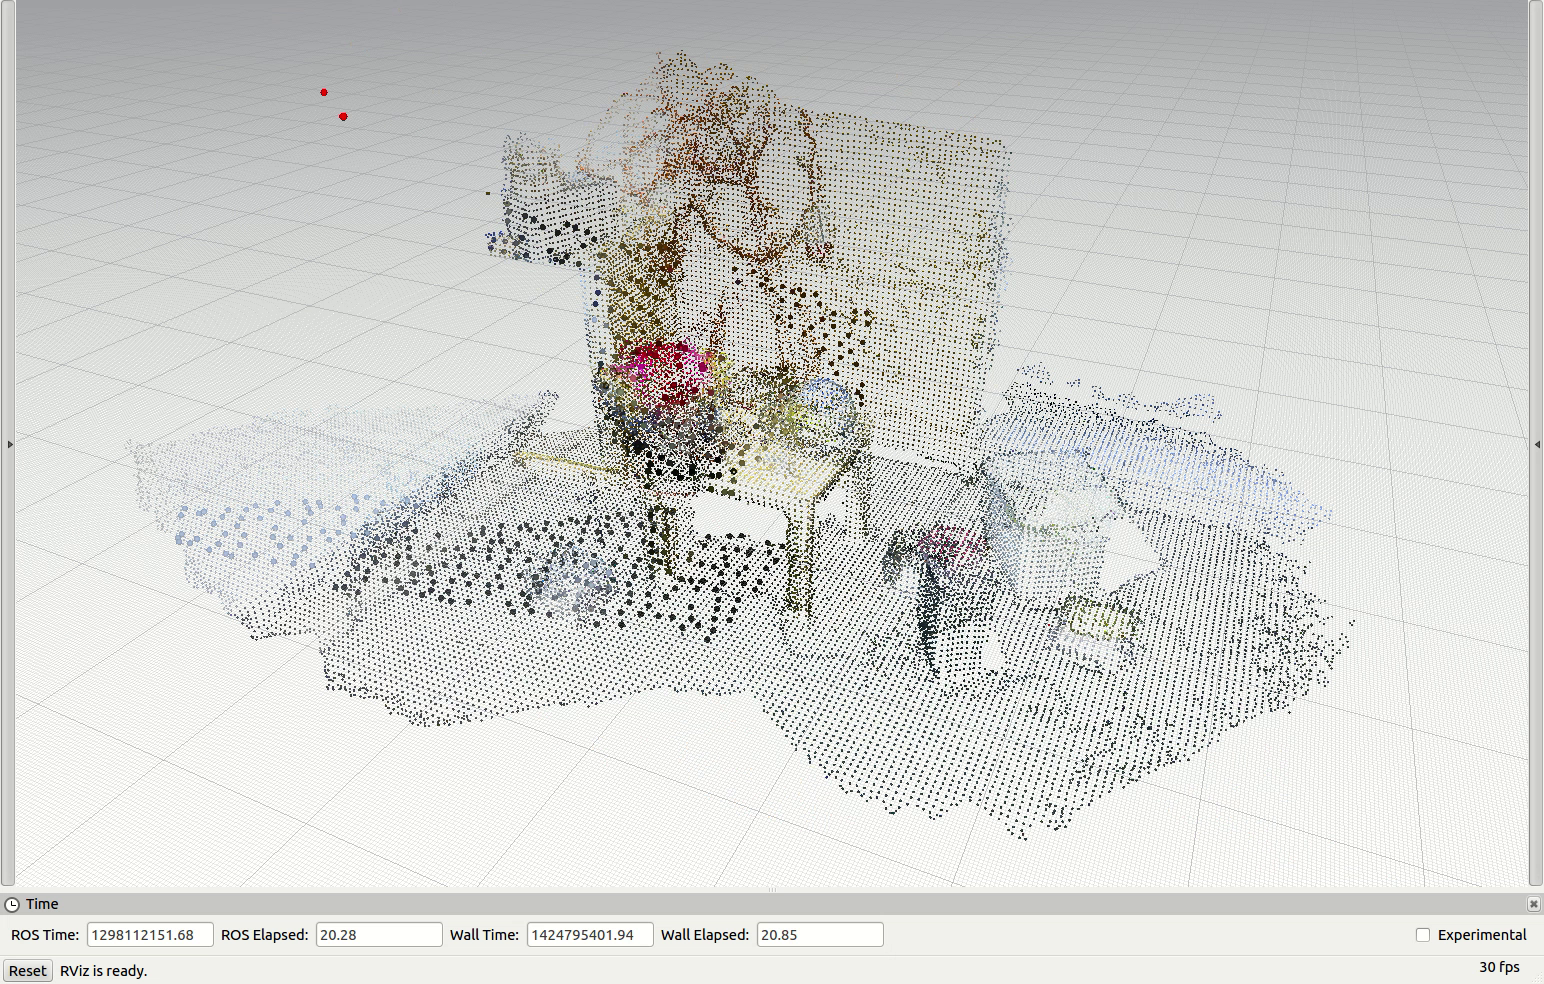 Time
ROS Time: 1298112151.68 ROS Elapsed: 20.28 Wall Time: 1424795401.94 Wall Elapsed: 20.85 Experimental
Reset RViz is ready. 30 fps